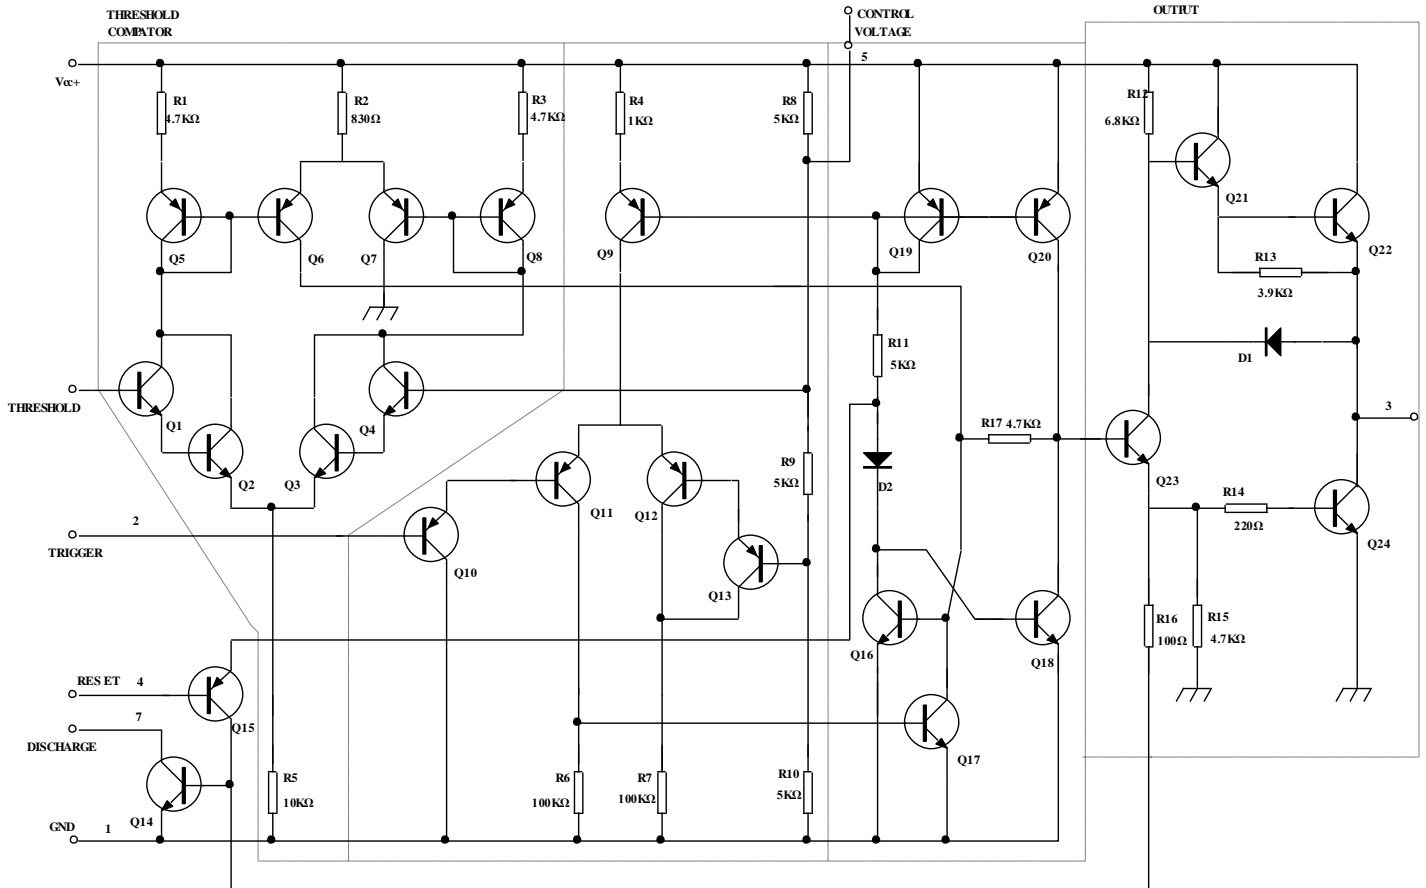 THRESHOLD
COMPATOR
CONTROL
VOLTAGE
OUTPUT
5
Vcc+
R1
4.7KΩ
R2
830Ω
R3
4.7KΩ
R4
1KΩ
R8
5KΩ
R12
6.8KΩ
Q21
Q5
Q6
Q7
Q8
Q9
Q19
Q20
Q22
R13
3.9KΩ
R11
5KΩ
D1
THRESHOLD
Q1
Q4
3
R17 4.7KΩ
Q2
Q3
R9
5KΩ
D2
Q23
Q11
Q12
R14
220Ω
2
TRIGGER
Q10
Q13
Q24
Q16
Q18
R16
100Ω
R15
4.7KΩ
RESET
4
7
DISCHARGE
Q15
Q17
R5
10KΩ
R6
100KΩ
R7
100KΩ
R10
5KΩ
Q14
GND
1